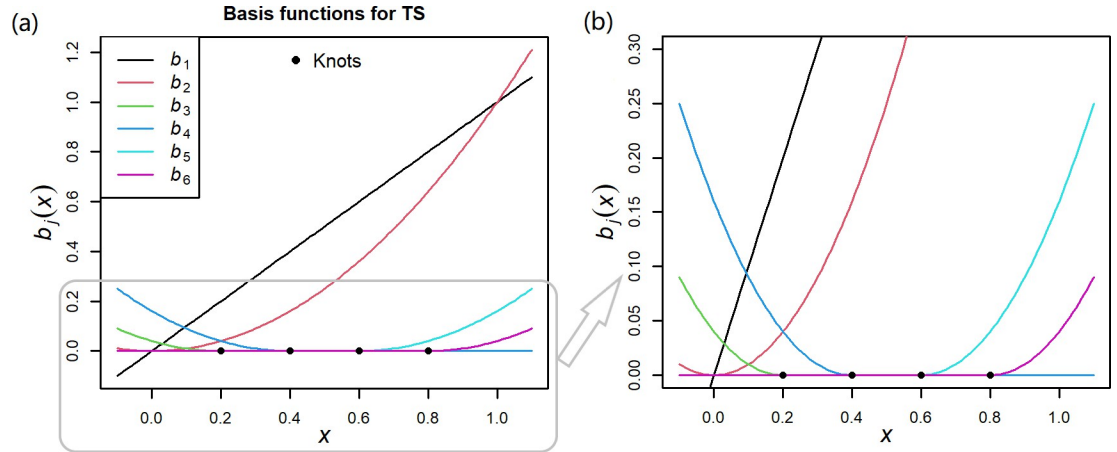 (a)
Basis functions for TS
b1
b2
b3
b4
b5
b6
Knots
bj(x)
1.2
1.0
0.8
0.6
0.4
0.2
0.0
0.0 0.2 0.4 0.6 0.8 1.0
x
(b)
bj(x)
0.30
0.25
0.20
0.15
0.10
0.05
0.00
0.0 0.2 0.4 0.6 0.8 1.0
x